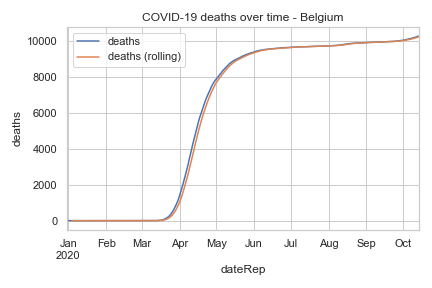 COVID-19 deaths over time - Belgium
deaths
deaths (rolling)
deaths
10000
8000
6000
4000
2000
0
Jan
2020
Feb
Mar
Apr
May
Jun
Jul
Aug
Sep
Oct
dateRep